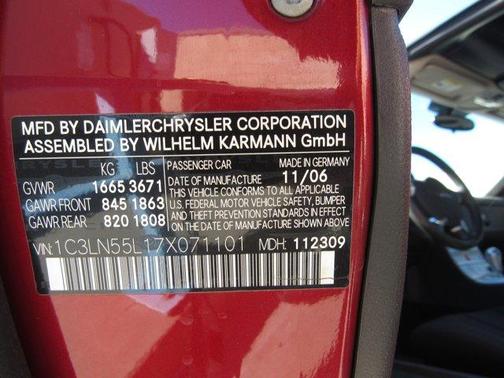 MFD BY DAIMLERCHRYSLER CORPORATION
ASSEMBLED BY WILHELM KARMANN GmbH
KG LBS PASSENGER CAR MADE IN GERMANY
GVWR 1665 3671 DATE OF MANUFACTURE 11/06
GAWR FRONT 845 1863 THIS VEHICLE CONFORMS TO ALL APPLICABLE
GAWR REAR 820 1808 U.S. FEDERAL MOTOR VEHICLE SAFETY, BUMPER
AND THEFT PREVENTION STANDARDS IN EFFECT
ON THE DATE OF MANUFACTURE SHOWN ABOVE.
VIN: 1C3LN55L17X071101 MDH: 112309